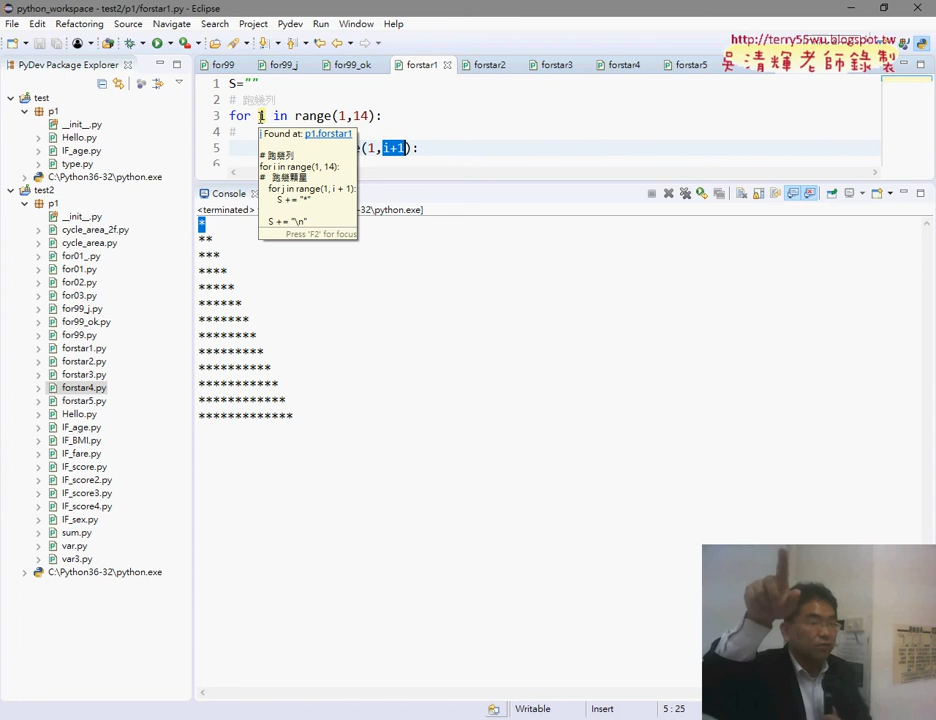 python_workspace - test2/p1/forstar1.py - Eclipse
File Edit Refactoring Source Navigate Search Project Pydev Run Window Help
http://terry55wu.blogspot.tw
吳清輝老師錄製
PyDev Package Explorer
for99 for99_j for99_ok forstar1 forstar2 forstar3 forstar4 forstar5
test
p1
__init__.py
Hello.py
IF_age.py
type.py
C:\Python36-32\python.exe
test2
p1
__init__.py
cycle_area_2f.py
cycle_area.py
for01_.py
for01.py
for02.py
for03.py
for99_j.py
for99_ok.py
for99.py
forstar1.py
forstar2.py
forstar3.py
forstar4.py
forstar5.py
Hello.py
IF_age.py
IF_BMI.py
IF_fare.py
IF_score.py
IF_score2.py
IF_score3.py
IF_score4.py
IF_sex.py
sum.py
var.py
var3.py
C:\Python36-32\python.exe
1 S=""
2 # 跑幾列
3 for i in range(1,14):
4 #
5 (1,i+1):
6
i Found at: p1.forstar1
# 跑幾列
for i in range(1, 14):
# 跑幾顆星
for j in range(1, i + 1):
S += "*"
S += "\n"
Press 'F2' for focus
Console
<terminated> \p1\forstar1.py [C:\Python36-32\python.exe]
*
**
***
****
*****
******
*******
********
*********
**********
***********
************
*************
Writable Insert 5 : 25